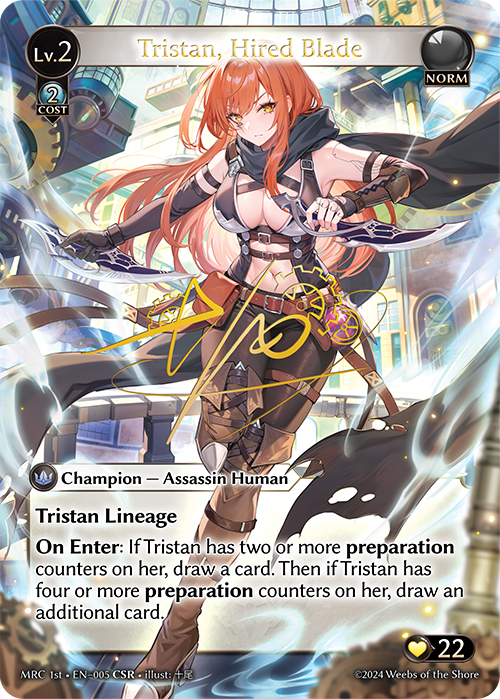 Lv.2
Tristan, Hired Blade
NORM
2
COST
Champion — Assassin Human
Tristan Lineage
On Enter: If Tristan has two or more preparation
counters on her, draw a card. Then if Tristan has
four or more preparation counters on her, draw an
additional card.
22
MRC 1st • EN–005 CSR • illust: 十尾
©2024 Weebs of the Shore